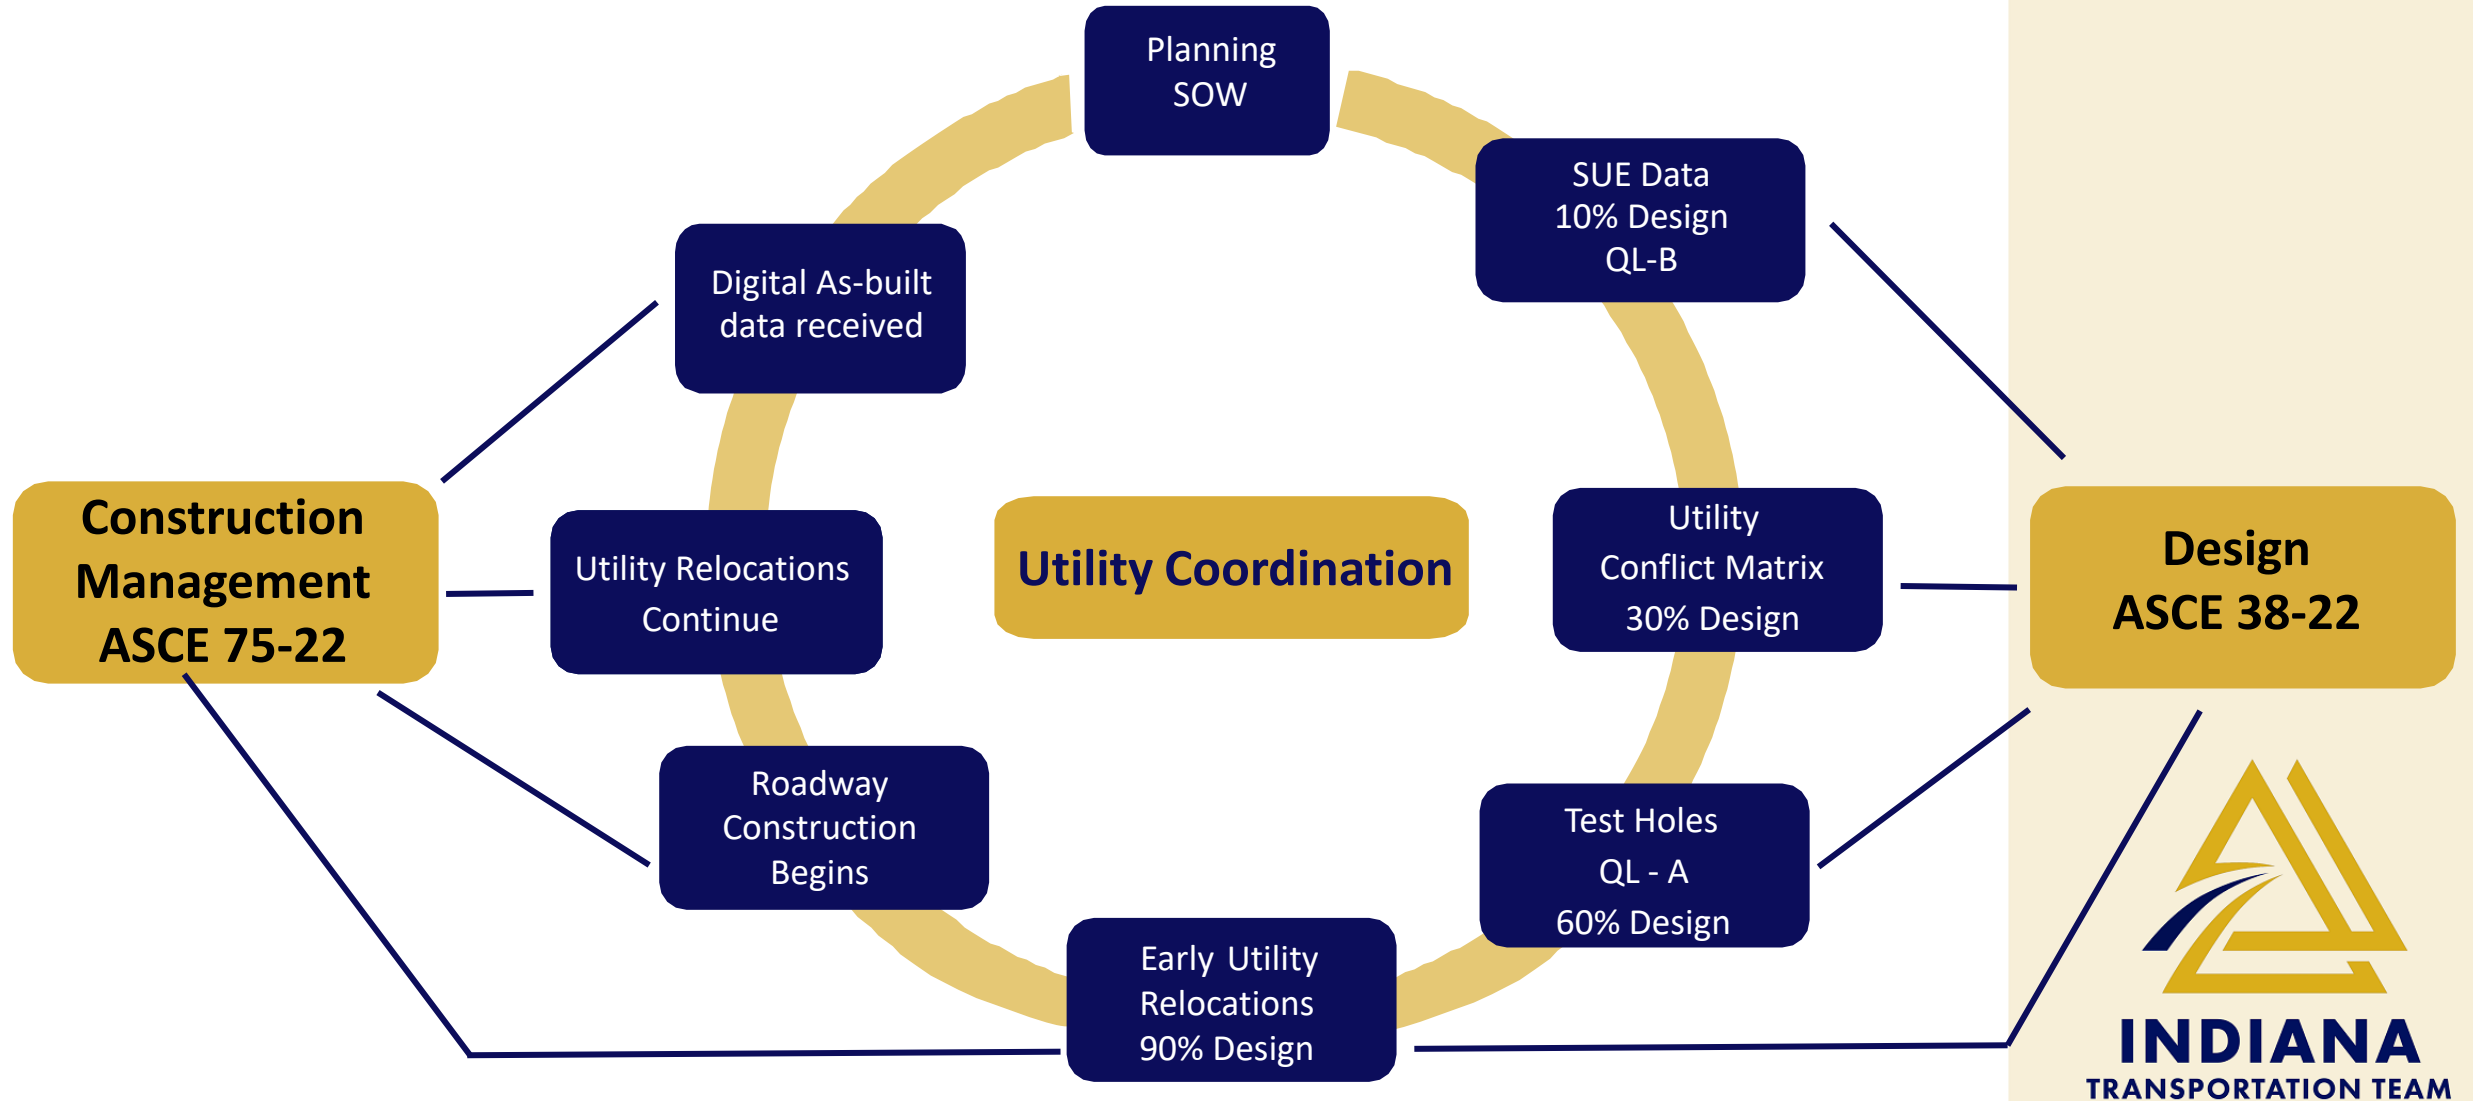 Planning
SOW
SUE Data
10% Design
QL-B
Digital As-built
data received
Construction
Management
ASCE 75-22
Utility Relocations
Continue
Utility Coordination
Utility
Conflict Matrix
30% Design
Design
ASCE 38-22
Roadway
Construction
Begins
Test Holes
QL - A
60% Design
Early Utility
Relocations
90% Design
INDIANA
TRANSPORTATION TEAM